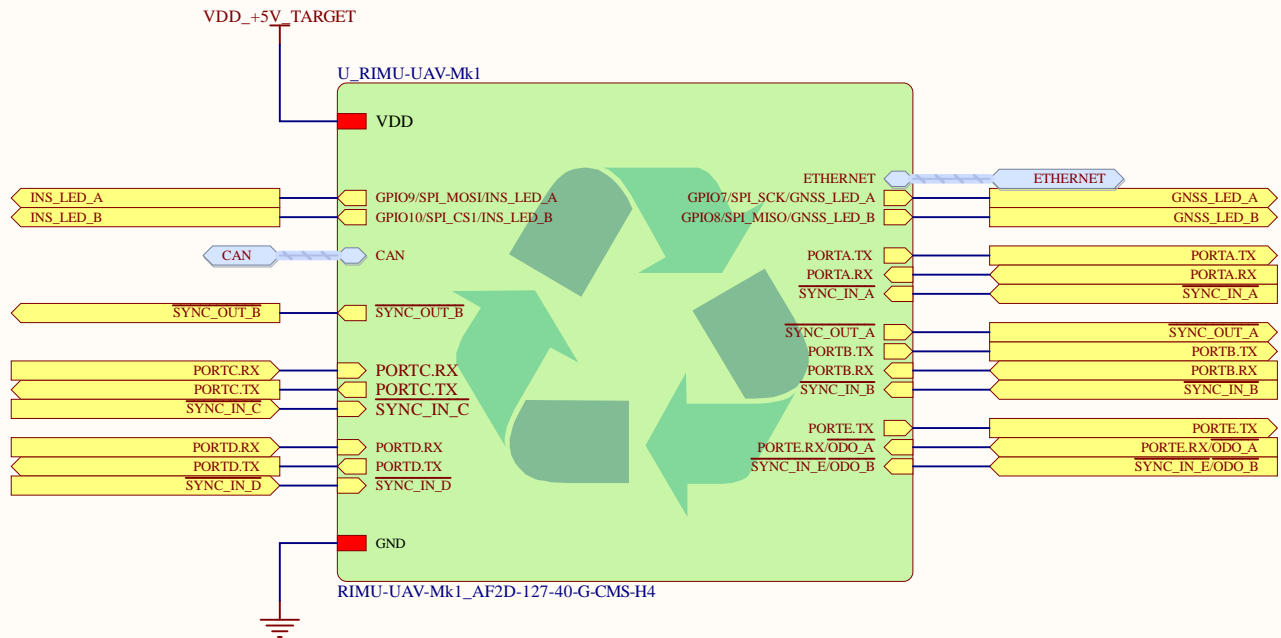 VDD_+5V_TARGET
U_RIMU-UAV-Mk1
VDD
ETHERNET ETHERNET
INS_LED_A GPIO9/SPI_MOSI/INS_LED_A GPIO7/SPI_SCK/GNSS_LED_A GNSS_LED_A
INS_LED_B GPIO10/SPI_CS1/INS_LED_B GPIO8/SPI_MISO/GNSS_LED_B GNSS_LED_B
CAN CAN PORTA.TX PORTA.TX
PORTA.RX PORTA.RX
SYNC_IN_A SYNC_IN_A
SYNC_OUT_B SYNC_OUT_B
SYNC_OUT_A SYNC_OUT_A
PORTB.TX PORTB.TX
PORTC.RX PORTC.RX PORTB.RX PORTB.RX
PORTC.TX PORTC.TX SYNC_IN_B SYNC_IN_B
SYNC_IN_C SYNC_IN_C
PORTE.TX PORTE.TX
PORTD.RX PORTD.RX PORTE.RX/ODO_A PORTE.RX/ODO_A
PORTD.TX PORTD.TX SYNC_IN_E/ODO_B SYNC_IN_E/ODO_B
SYNC_IN_D SYNC_IN_D
GND
RIMU-UAV-Mk1_AF2D-127-40-G-CMS-H4